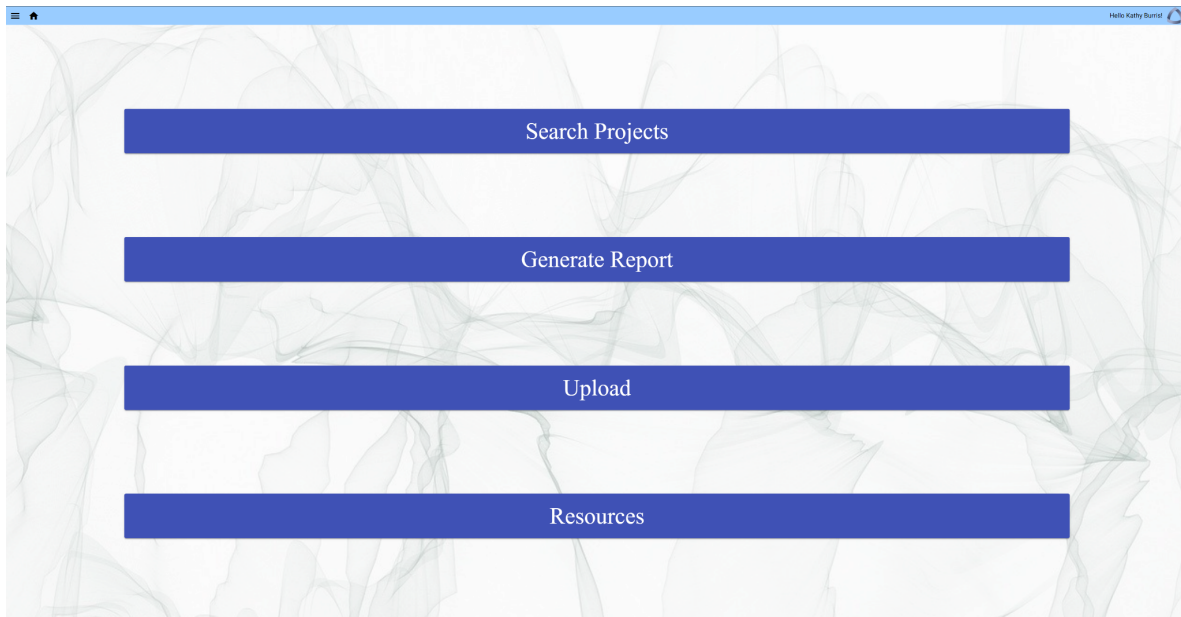 Hello Kathy Burris!
Search Projects
Generate Report
Upload
Resources